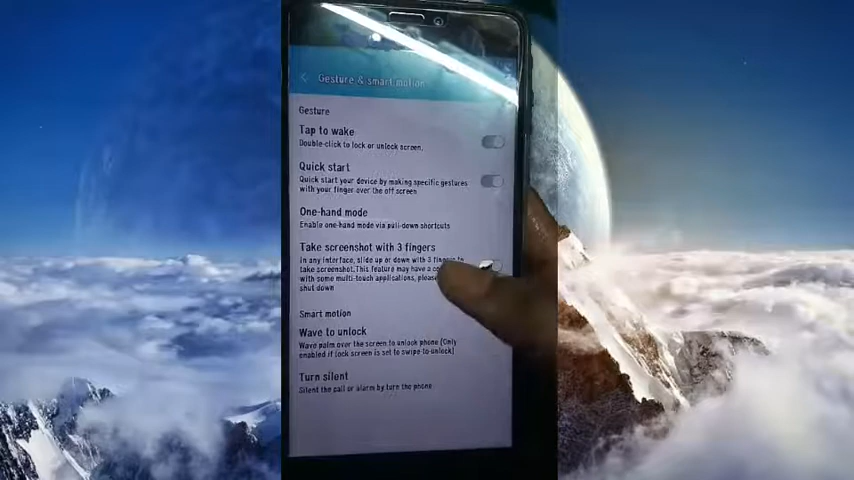 Gesture & smart motion
Gesture
Tap to wake
Double-click to lock or unlock screen.
Quick start
Quick start your device by making specific gestures
with your finger over the off screen
One-hand mode
Enable one-hand mode via pull-down shortcuts
Take screenshot with 3 fingers
In any interface, slide up or down with 3 fingers to
take screenshot.This feature may have a
with some multi-touch applications, please
shut down
Smart motion
Wave to unlock
Wave palm over the screen to unlock phone (Only
enabled if lock screen is set to swipe-to-unlock)
Turn silent
Silent the call or alarm by turn the phone